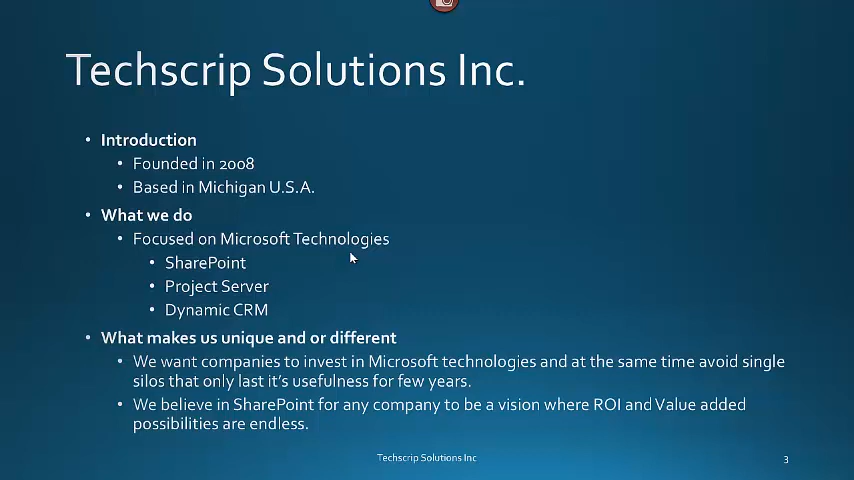 Techscrip Solutions Inc.
• Introduction
• Founded in 2008
• Based in Michigan U.S.A.
• What we do
• Focused on Microsoft Technologies
• SharePoint
• Project Server
• Dynamic CRM
• What makes us unique and or different
• We want companies to invest in Microsoft technologies and at the same time avoid single
silos that only last it's usefulness for few years.
• We believe in SharePoint for any company to be a vision where ROI and Value added
possibilities are endless.
Techscrip Solutions Inc
3